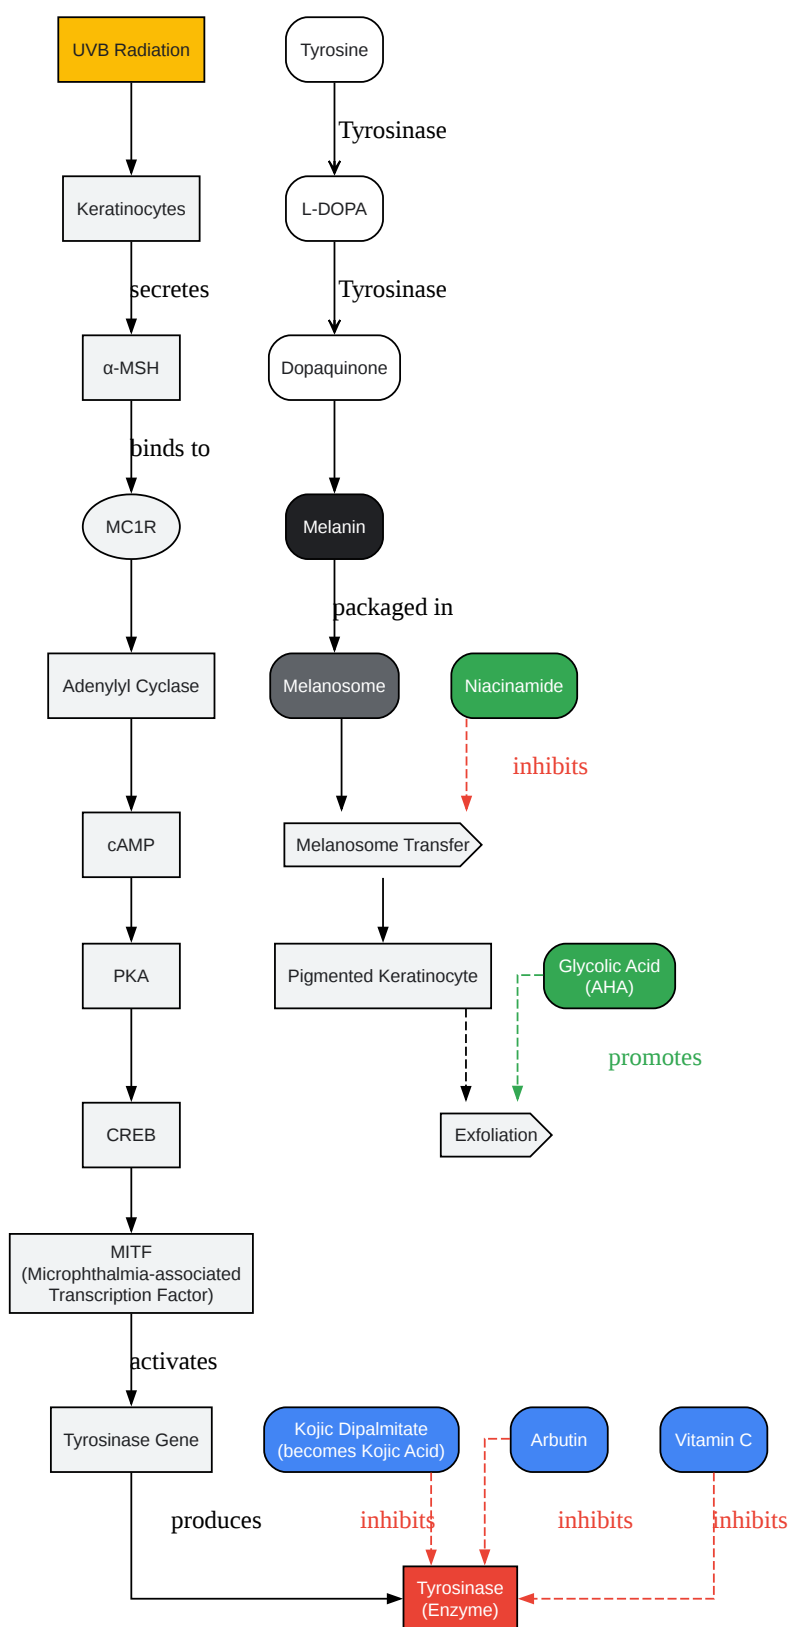 UVB Radiation
Tyrosine
Tyrosinase
Keratinocytes
L-DOPA
secretes
Tyrosinase
α-MSH
Dopaquinone
binds to
MC1R
Melanin
packaged in
Adenylyl Cyclase
Melanosome
Niacinamide
inhibits
cAMP
Melanosome Transfer
PKA
Pigmented Keratinocyte
Glycolic Acid
(AHA)
promotes
CREB
Exfoliation
MITF
(Microphthalmia-associated
Transcription Factor)
activates
Tyrosinase Gene
Kojic Dipalmitate
(becomes Kojic Acid)
Arbutin
Vitamin C
produces
inhibits
inhibits
inhibits
Tyrosinase
(Enzyme)